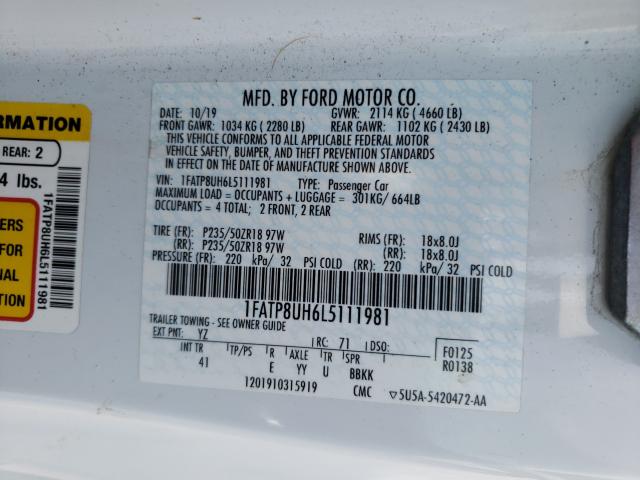 MFD. BY FORD MOTOR CO.
DATE: 10/19 GVWR: 2114 KG ( 4660 LB)
FRONT GAWR: 1034 KG ( 2280 LB) REAR GAWR: 1102 KG ( 2430 LB)
THIS VEHICLE CONFORMS TO ALL APPLICABLE FEDERAL MOTOR
VEHICLE SAFETY, BUMPER, AND THEFT PREVENTION STANDARDS
IN EFFECT ON THE DATE OF MANUFACTURE SHOWN ABOVE.
VIN: 1FATP8UH6L5111981 TYPE: Passenger Car
MAXIMUM LOAD = OCCUPANTS + LUGGAGE = 301KG/ 664LB
OCCUPANTS = 4 TOTAL; 2 FRONT, 2 REAR
TIRE (FR): P235/50ZR18 97W RIMS (FR): 18x8.0J
(RR): P235/50ZR18 97W (RR): 18x8.0J
PRESSURE (FR): 220 kPa/ 32 PSI COLD (RR): 220 kPa/ 32 PSI COLD
1FATP8UH6L5111981
TRAILER TOWING - SEE OWNER GUIDE
EXT PNT: YZ RC: 71 DSO: F0125
INT TR TP/PS R AXLE TR SPR R0138
41 E YY U BBKK
1201910315919 CMC 5U5A-5420472-AA
RMATION
REAR: 2
4 lbs.
ERS
FOR
NAL
TION
1FATP8UH6L5111981